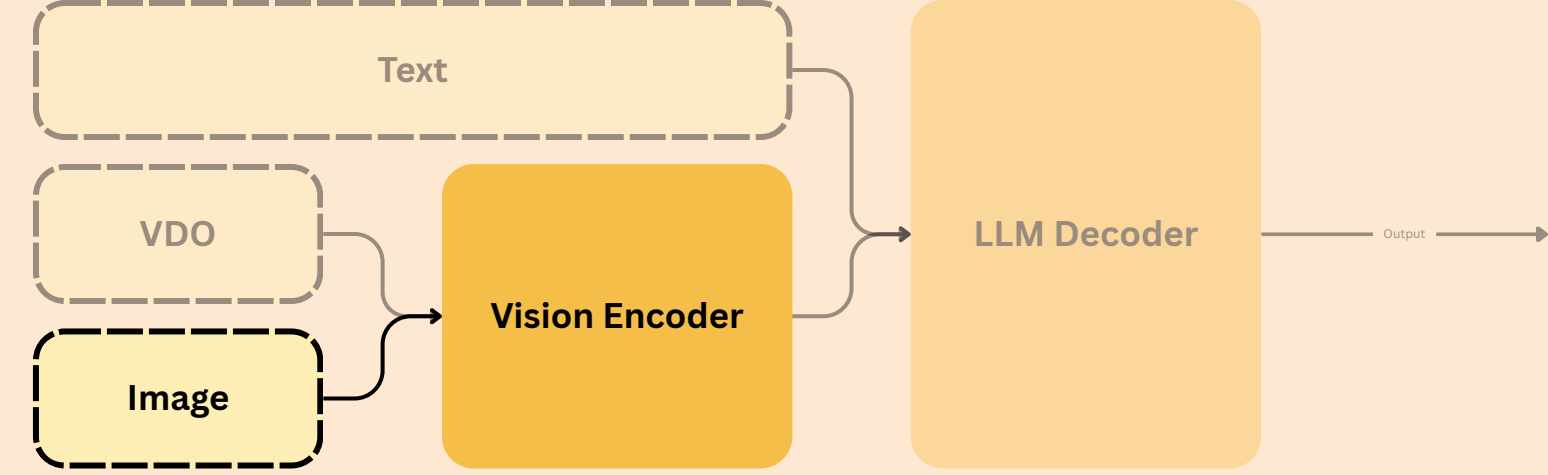 Text
VDO
Image
Vision Encoder
LLM Decoder
Output